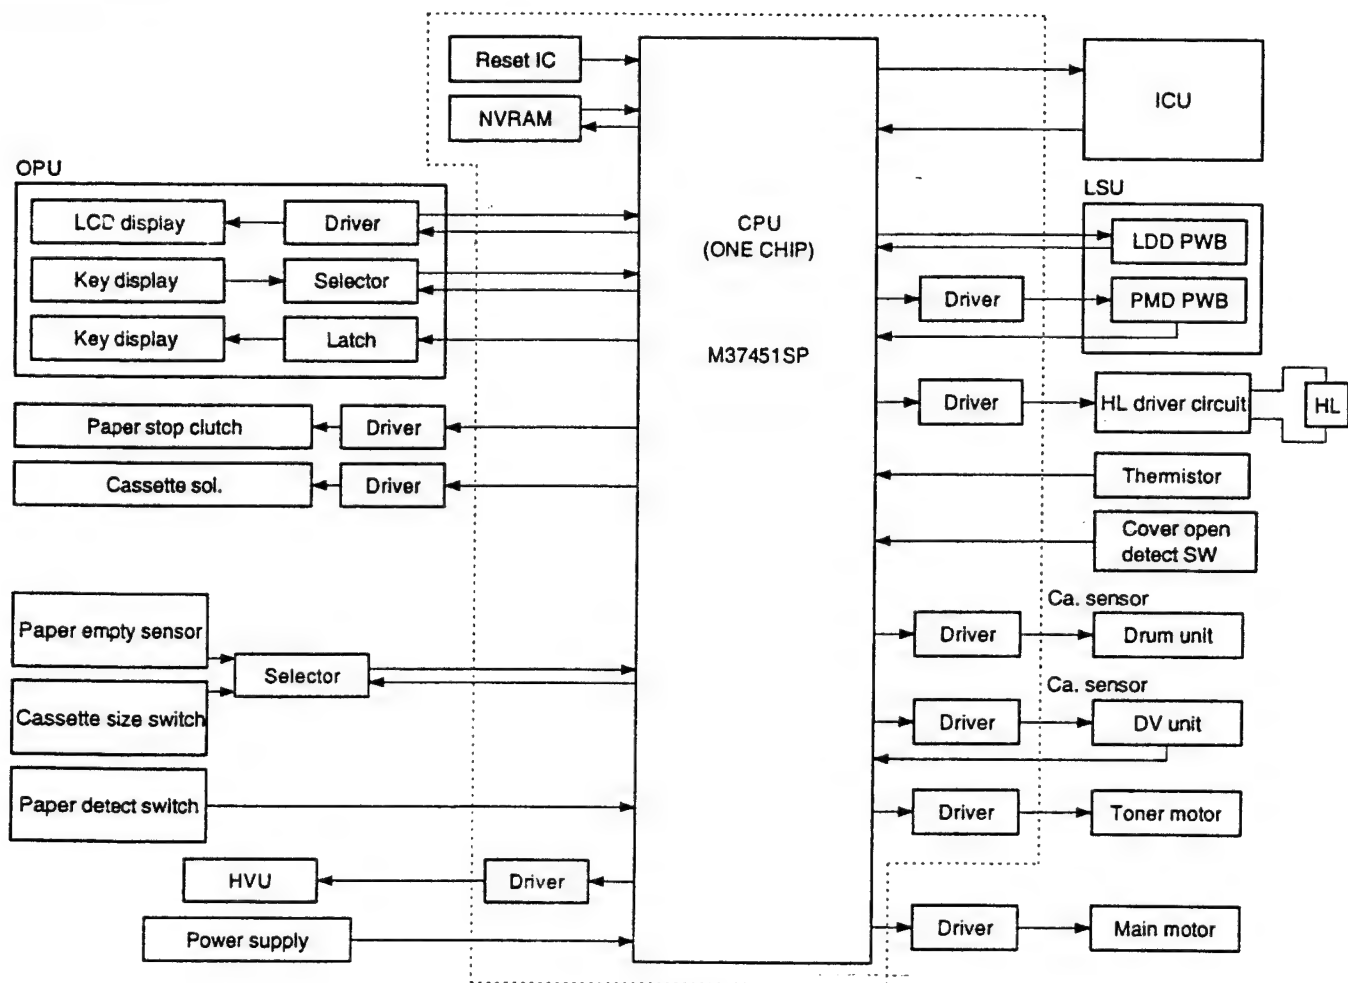 Reset IC
NVRAM
OPU
LCD display
Driver
Key display
Selector
Key display
Latch
Paper stop clutch
Driver
Cassette sol.
Driver
Paper empty sensor
Selector
Cassette size switch
Paper detect switch
HVU
Driver
Power supply
CPU
(ONE CHIP)
M37451SP
ICU
LSU
LDD PWB
Driver
PMD PWB
Driver
HL driver circuit
HL
Thermistor
Cover open
detect SW
Ca. sensor
Driver
Drum unit
Ca. sensor
Driver
DV unit
Driver
Toner motor
Driver
Main motor